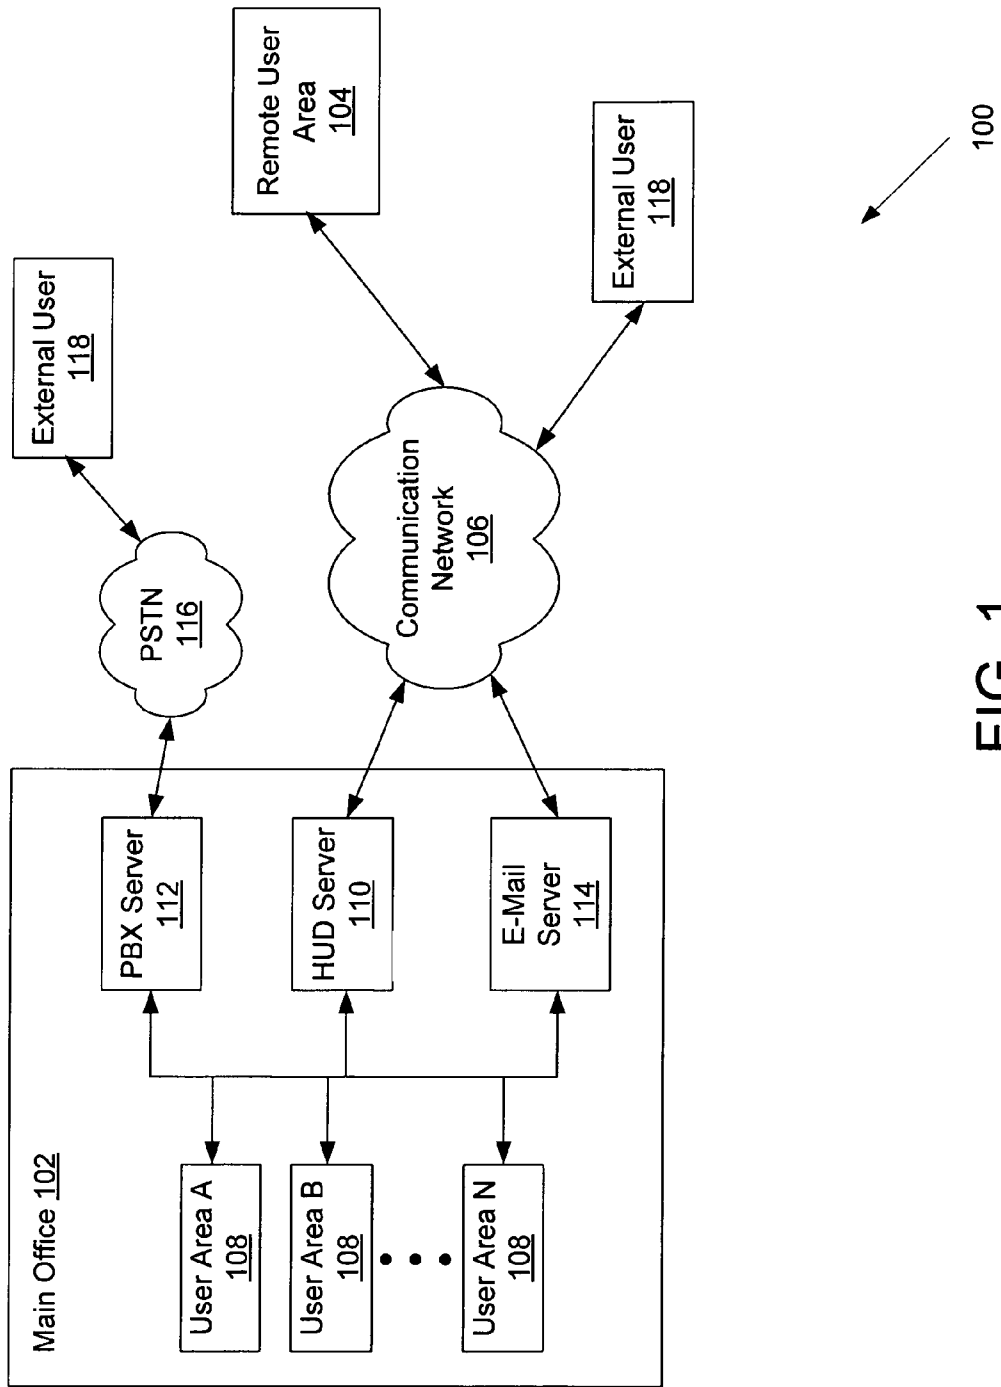 Main Office 102
User Area A
108
User Area B
108
User Area N
108
PBX Server
112
HUD Server
110
E-Mail
Server
114
PSTN
116
Communication
Network
106
External User
118
Remote User
Area
104
External User
118
100
FIG. 1